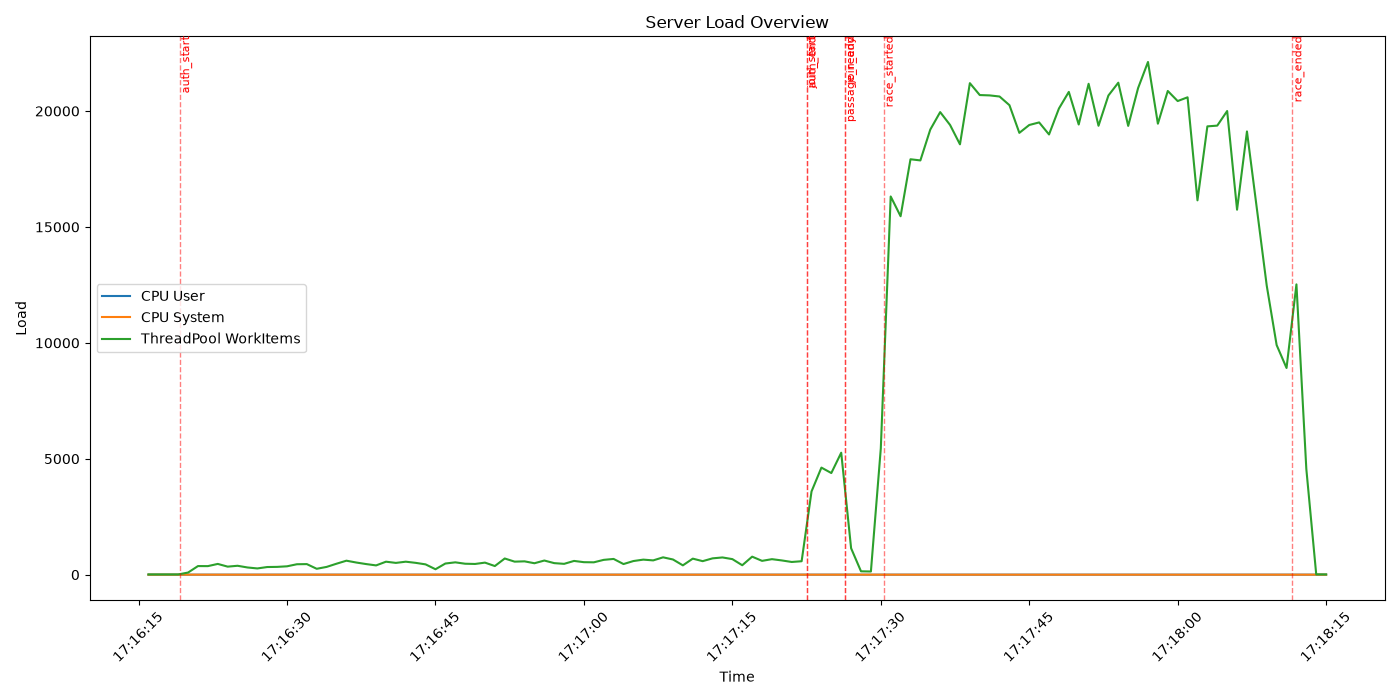 Server Load Overview
auth_start
race_started
race_ended
20000
15000
10000
5000
0
Load
CPU User
CPU System
ThreadPool WorkItems
17:16:15
17:16:30
17:16:45
17:17:00
17:17:15
17:17:30
17:17:45
17:18:00
17:18:15
Time